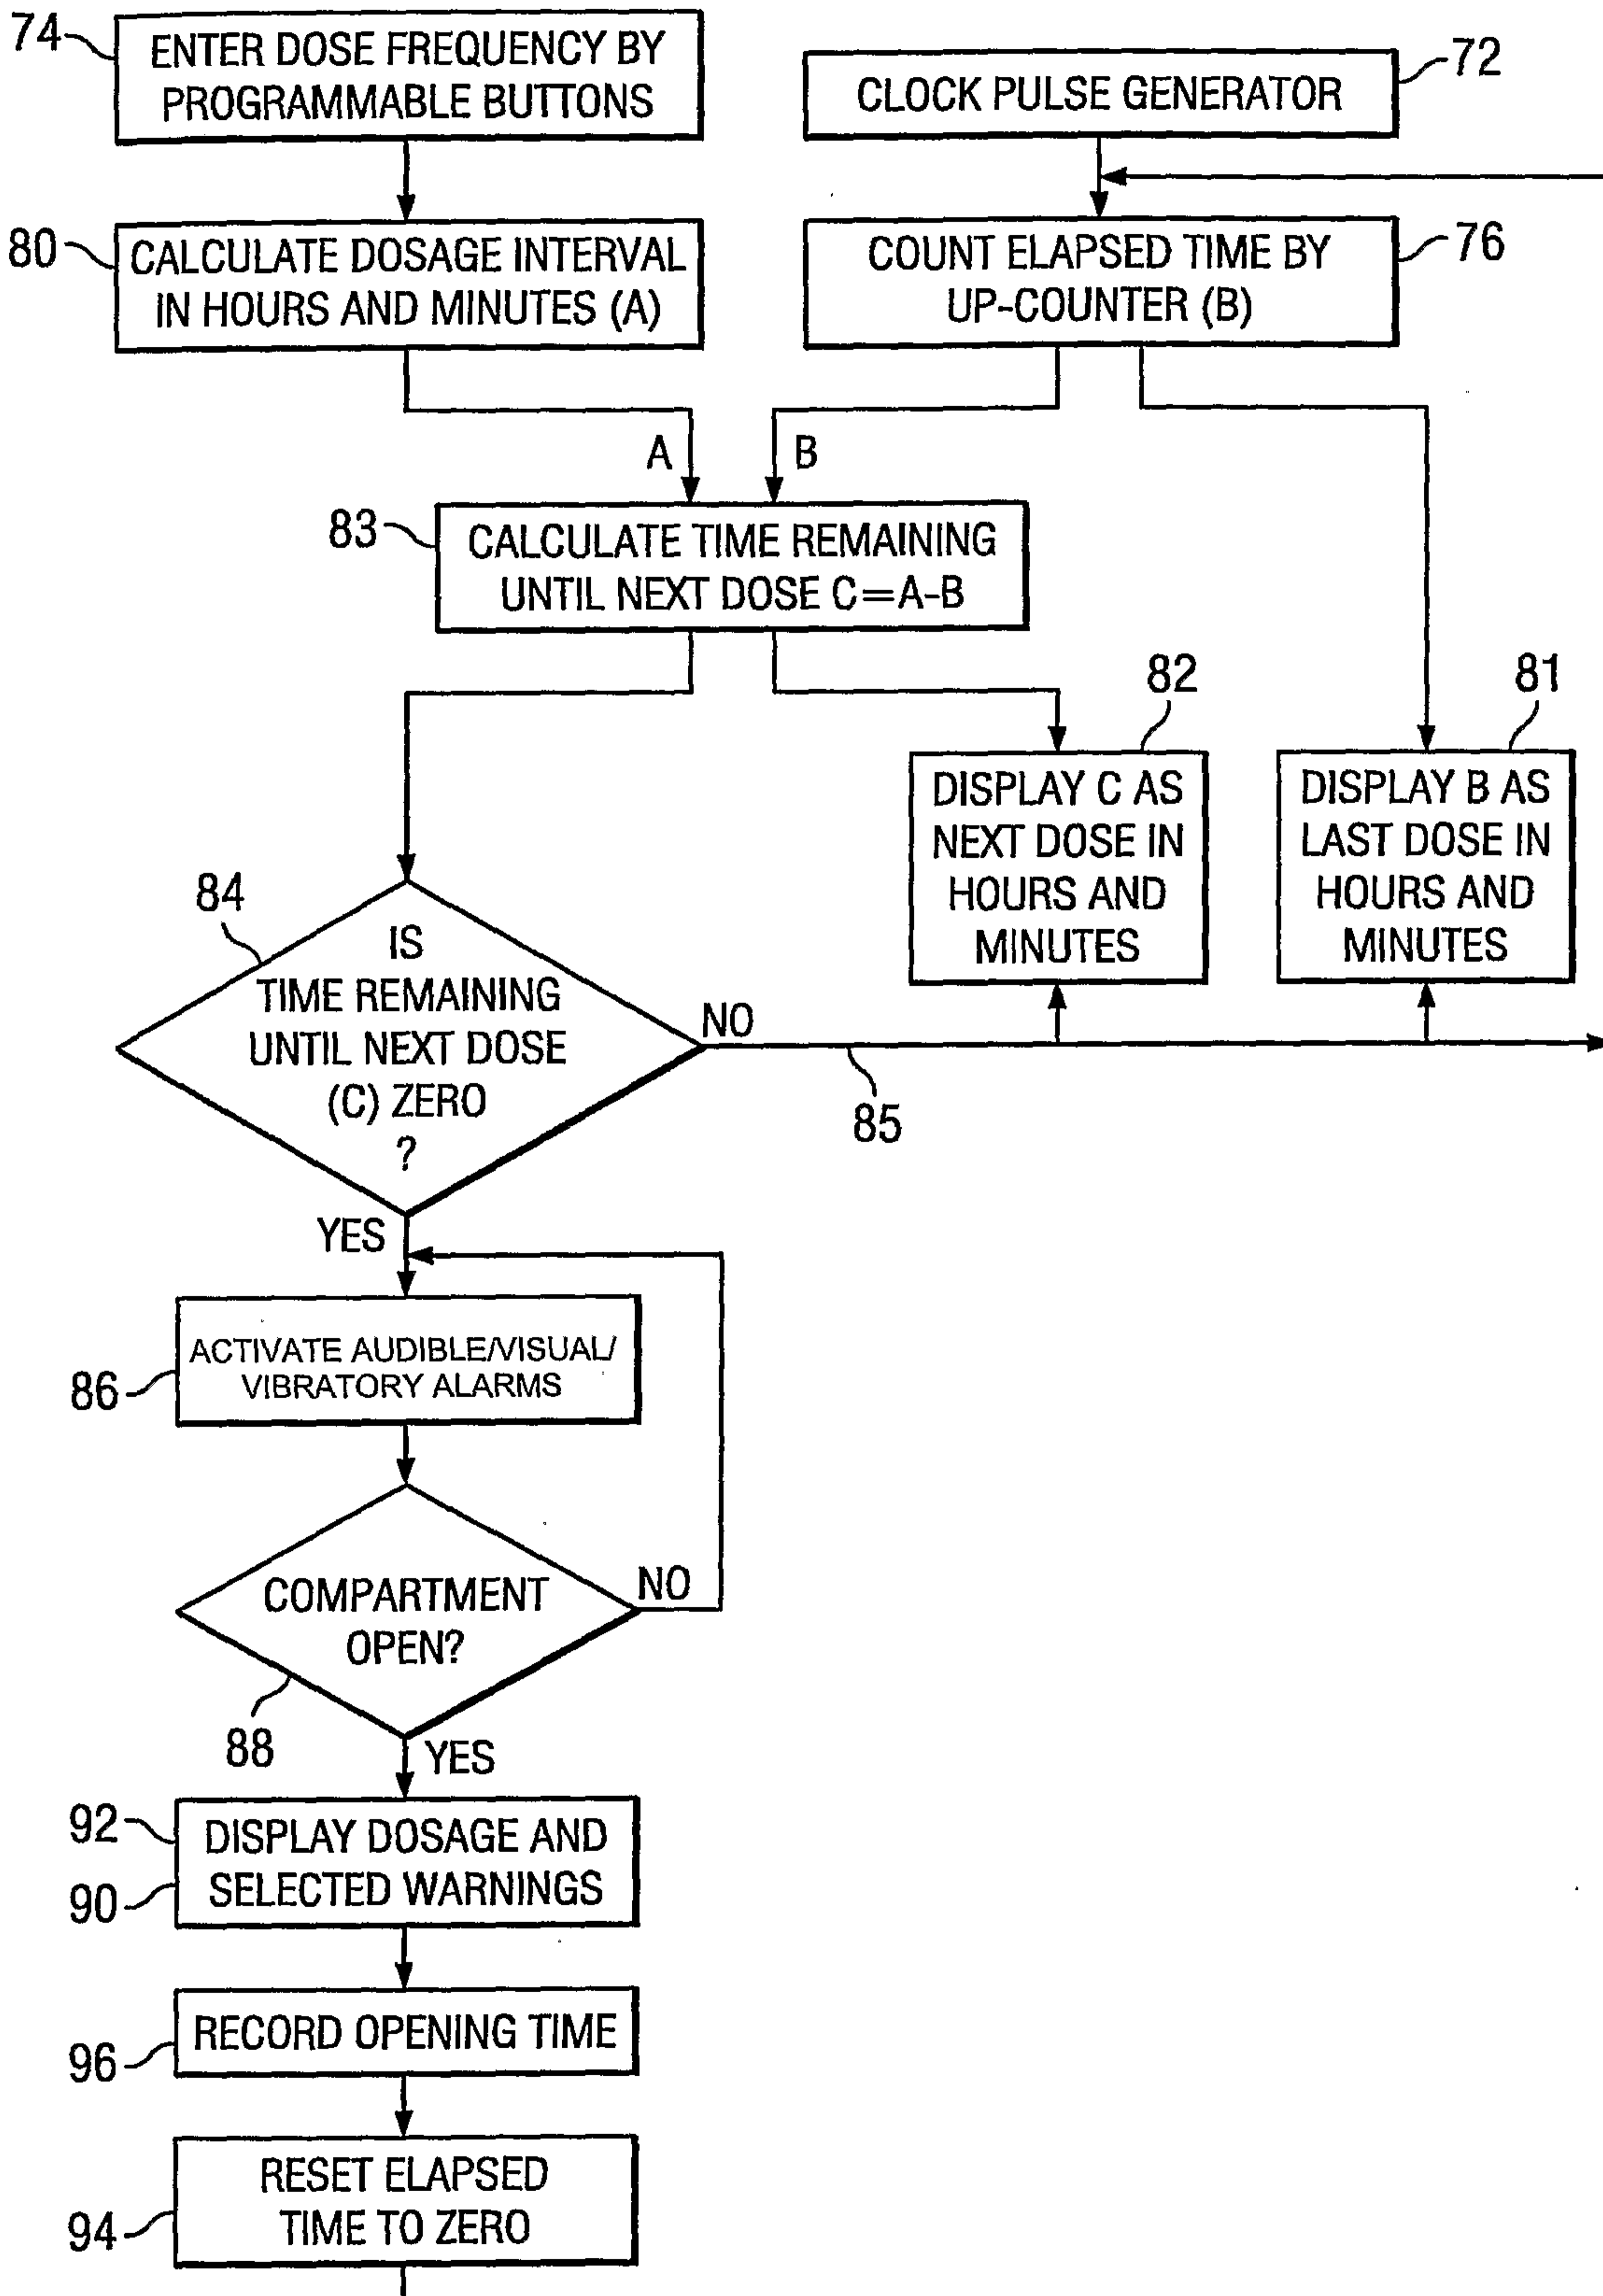 74
ENTER DOSE FREQUENCY BY
PROGRAMMABLE BUTTONS
CLOCK PULSE GENERATOR
72
80
CALCULATE DOSAGE INTERVAL
IN HOURS AND MINUTES (A)
COUNT ELAPSED TIME BY
UP-COUNTER (B)
76
A
B
83
CALCULATE TIME REMAINING
UNTIL NEXT DOSE C=A-B
82
DISPLAY C AS
NEXT DOSE IN
HOURS AND
MINUTES
81
DISPLAY B AS
LAST DOSE IN
HOURS AND
MINUTES
84
IS
TIME REMAINING
UNTIL NEXT DOSE
(C) ZERO
?
NO
85
YES
86
ACTIVATE AUDIBLE/VISUAL/
VIBRATORY ALARMS
COMPARTMENT
OPEN?
NO
88
YES
92
DISPLAY DOSAGE AND
90
SELECTED WARNINGS
RECORD OPENING TIME
96
RESET ELAPSED
TIME TO ZERO
94